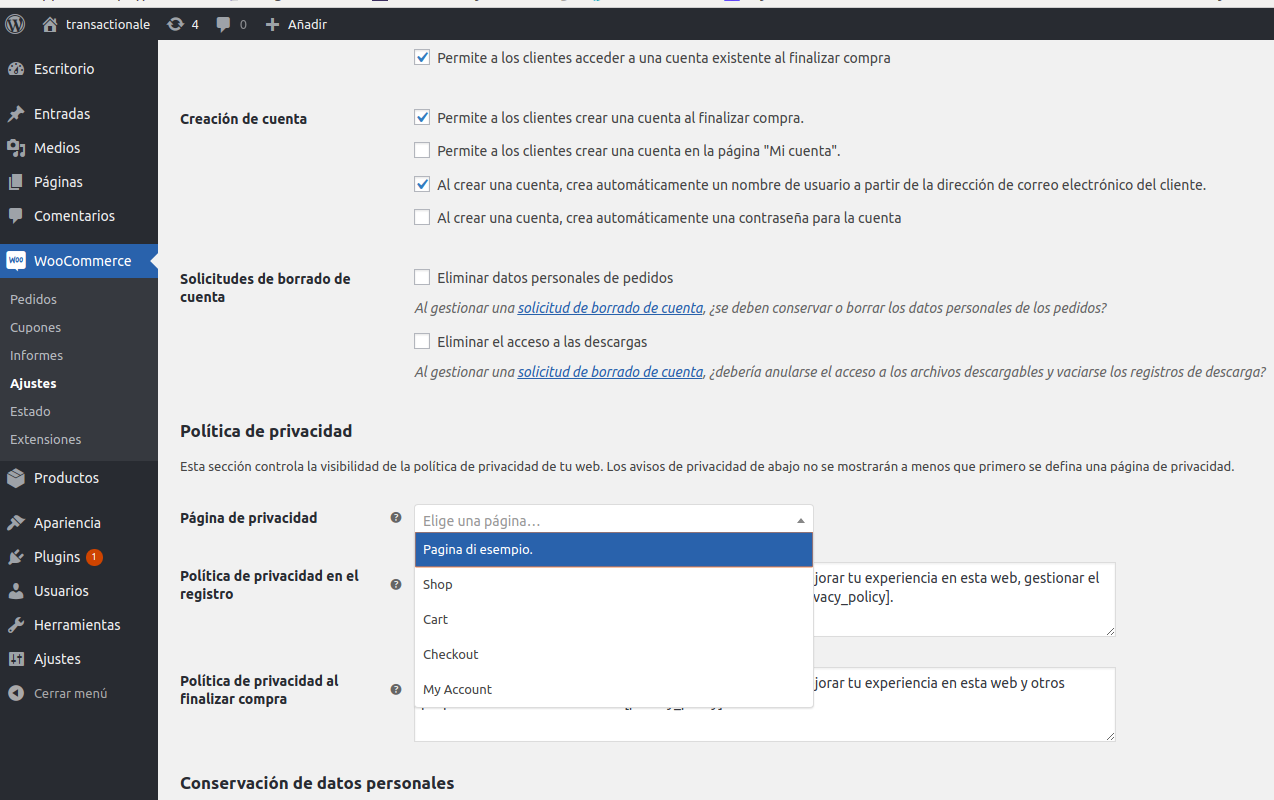 transactionale
4
0
Añadir
Escritorio
Entradas
Medios
Páginas
Comentarios
WooCommerce
Pedidos
Cupones
Informes
Ajustes
Estado
Extensiones
Productos
Apariencia
Plugins 1
Usuarios
Herramientas
Ajustes
Cerrar menú
Permite a los clientes acceder a una cuenta existente al finalizar compra
Creación de cuenta
Permite a los clientes crear una cuenta al finalizar compra.
Permite a los clientes crear una cuenta en la página "Mi cuenta".
Al crear una cuenta, crea automáticamente un nombre de usuario a partir de la dirección de correo electrónico del cliente.
Al crear una cuenta, crea automáticamente una contraseña para la cuenta
Solicitudes de borrado de
cuenta
Eliminar datos personales de pedidos
Al gestionar una solicitud de borrado de cuenta, ¿se deben conservar o borrar los datos personales de los pedidos?
Eliminar el acceso a las descargas
Al gestionar una solicitud de borrado de cuenta, ¿debería anularse el acceso a los archivos descargables y vaciarse los registros de descarga?
Política de privacidad
Esta sección controla la visibilidad de la política de privacidad de tu web. Los avisos de privacidad de abajo no se mostrarán a menos que primero se defina una página de privacidad.
Página de privacidad
Elige una página...
Pagina di esempio.
Shop
Cart
Checkout
My Account
Política de privacidad en el
registro
jorar tu experiencia en esta web, gestionar el
vacy_policy].
Política de privacidad al
finalizar compra
jorar tu experiencia en esta web y otros
Conservación de datos personales